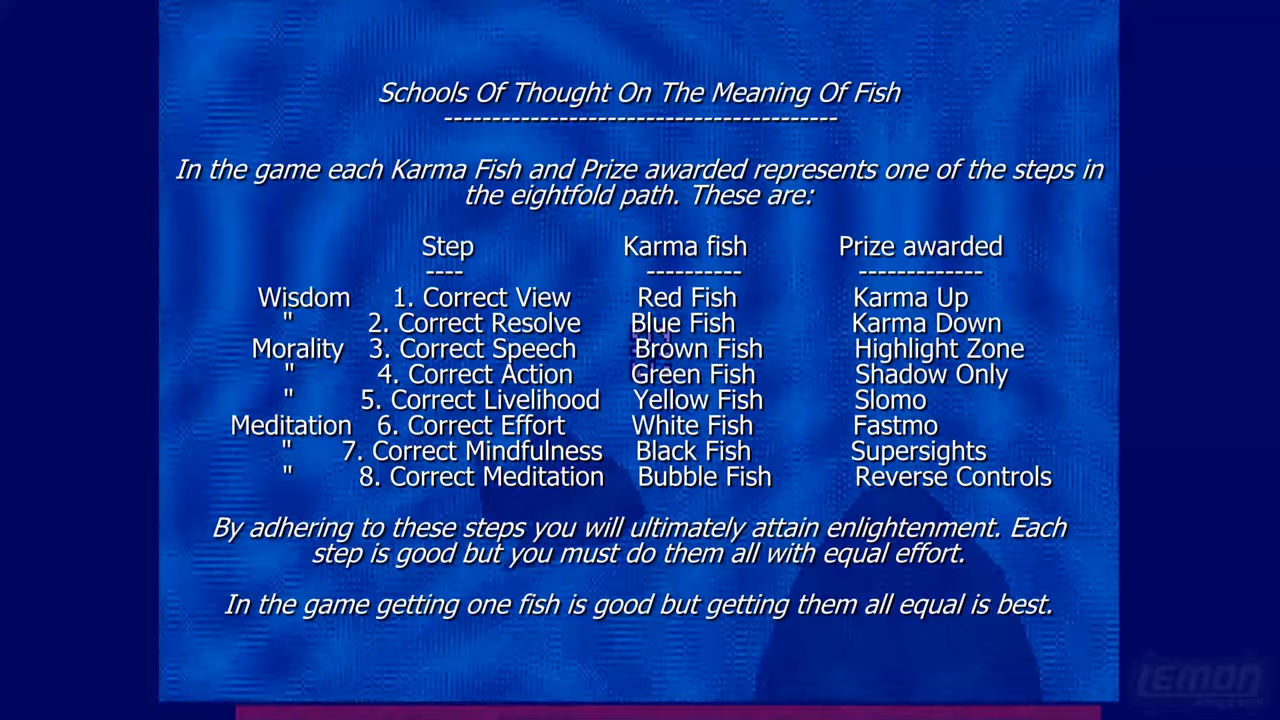 Schools Of Thought On The Meaning Of Fish
-----------------------------------------
In the game each Karma Fish and Prize awarded represents one of the steps in
the eightfold path. These are:
Step Karma fish Prize awarded
---- ---------- -------------
Wisdom 1. Correct View Red Fish Karma Up
" 2. Correct Resolve Blue Fish Karma Down
Morality 3. Correct Speech Brown Fish Highlight Zone
" 4. Correct Action Green Fish Shadow Only
" 5. Correct Livelihood Yellow Fish Slomo
Meditation 6. Correct Effort White Fish Fastmo
" 7. Correct Mindfulness Black Fish Supersights
" 8. Correct Meditation Bubble Fish Reverse Controls
By adhering to these steps you will ultimately attain enlightenment. Each
step is good but you must do them all with equal effort.
In the game getting one fish is good but getting them all equal is best.
LEMON